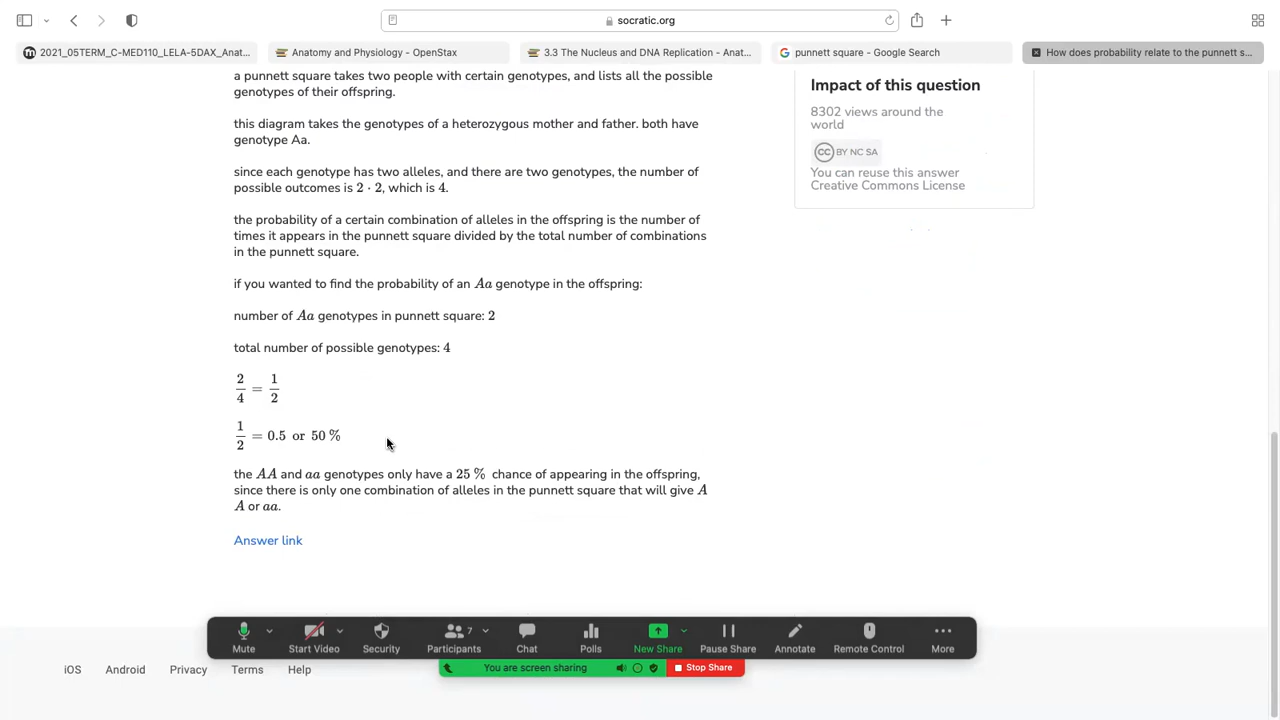 socratic.org
2021_05TERM_C-MED110_LELA-5DAX_Anat...
Anatomy and Physiology - OpenStax
3.3 The Nucleus and DNA Replication - Anat...
punnett square - Google Search
How does probability relate to the punnett s...
a punnett square takes two people with certain genotypes, and lists all the possible
genotypes of their offspring.
this diagram takes the genotypes of a heterozygous mother and father. both have
genotype Aa.
since each genotype has two alleles, and there are two genotypes, the number of
possible outcomes is 2 · 2, which is 4.
the probability of a certain combination of alleles in the offspring is the number of
times it appears in the punnett square divided by the total number of combinations
in the punnett square.
if you wanted to find the probability of an Aa genotype in the offspring:
number of Aa genotypes in punnett square: 2
total number of possible genotypes: 4
2/4 = 1/2
1/2 = 0.5 or 50 %
the AA and aa genotypes only have a 25 % chance of appearing in the offspring,
since there is only one combination of alleles in the punnett square that will give A
A or aa.
Answer link
Impact of this question
8302 views around the
world
CC BY NC SA
You can reuse this answer
Creative Commons License
Mute
Start Video
Security
Participants
7
Chat
Polls
New Share
Pause Share
Annotate
Remote Control
More
You are screen sharing
Stop Share
iOS
Android
Privacy
Terms
Help